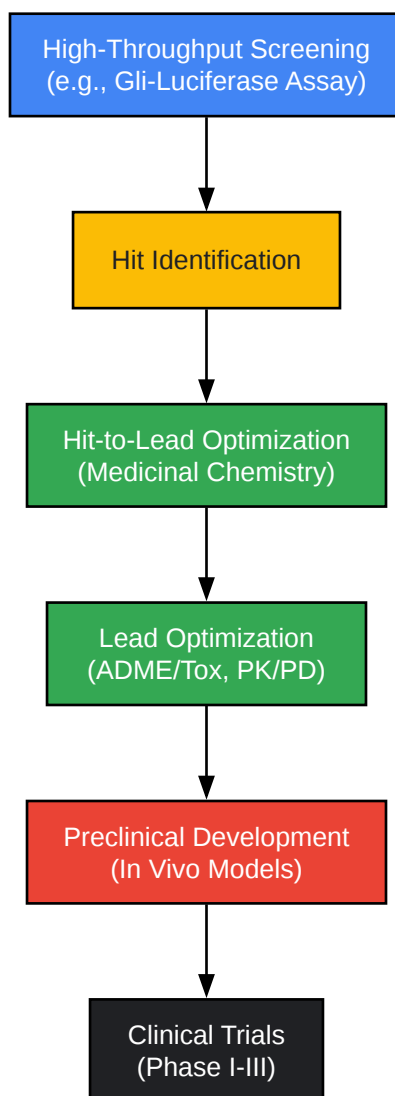 High-Throughput Screening
(e.g., Gli-Luciferase Assay)
Hit Identification
Hit-to-Lead Optimization
(Medicinal Chemistry)
Lead Optimization
(ADME/Tox, PK/PD)
Preclinical Development
(In Vivo Models)
Clinical Trials
(Phase I-III)